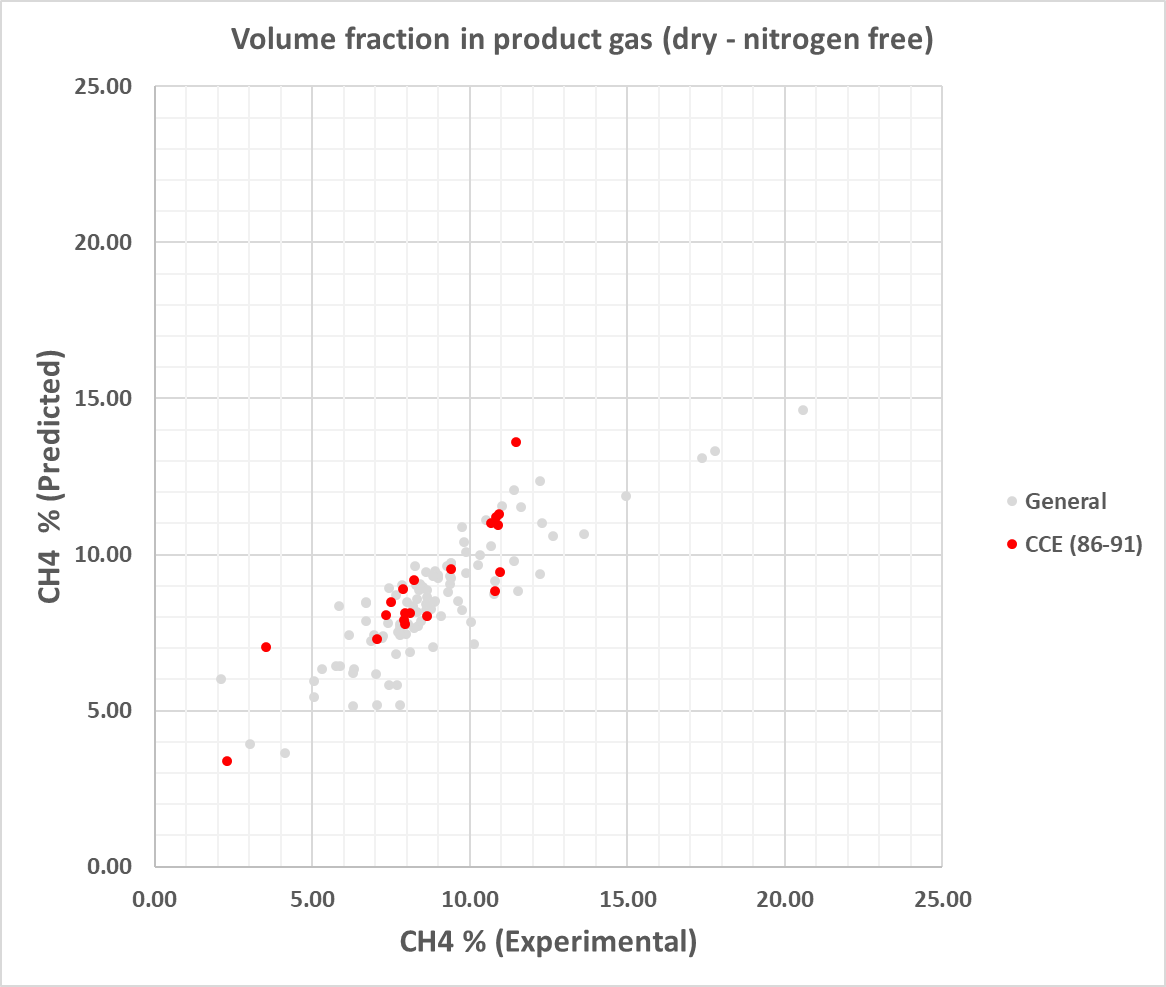 Volume fraction in product gas (dry - nitrogen free)
25.00
20.00
15.00
10.00
5.00
0.00
CH4  % (Predicted)
0.00 5.00 10.00 15.00 20.00 25.00
CH4 % (Experimental)
General
CCE (86-91)